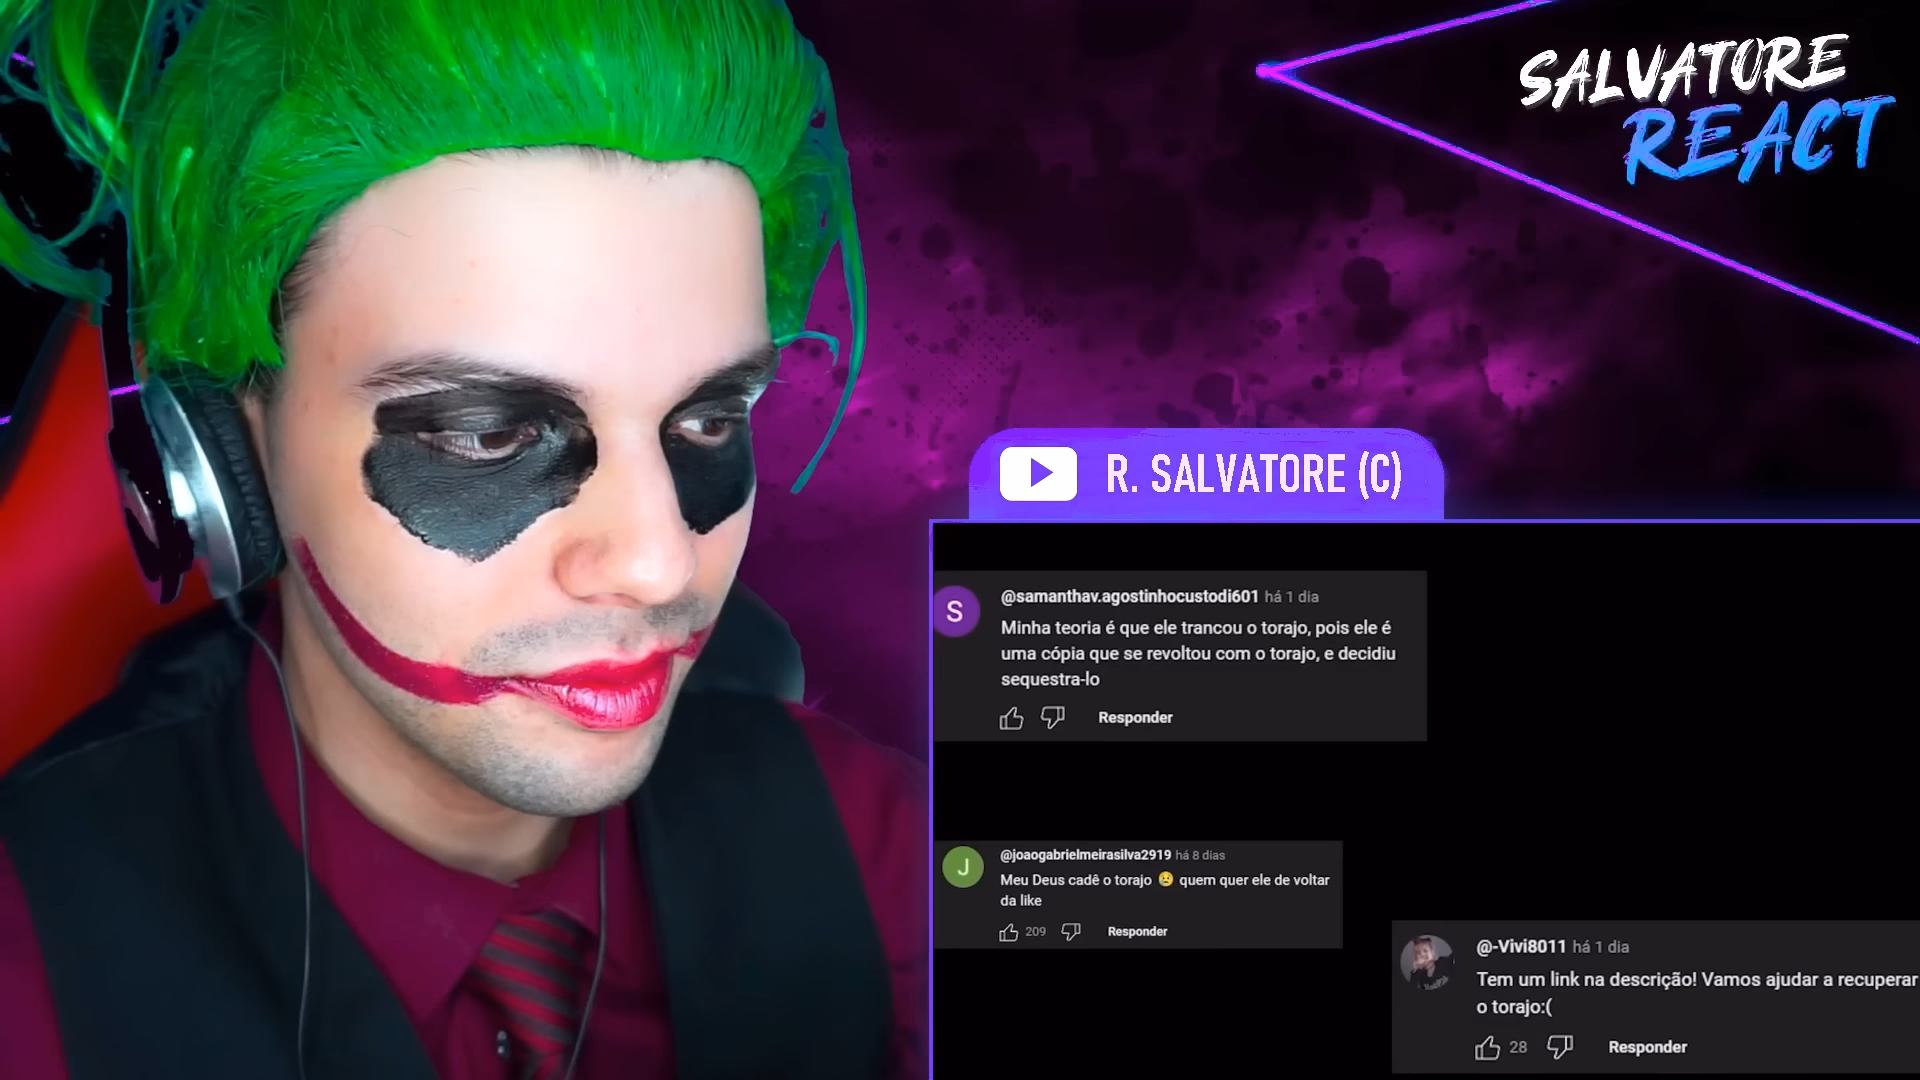 SALVATORE
REACT
R. SALVATORE (C)
S
@samanthav.agostinhocustodi601 há 1 dia
Minha teoria é que ele trancou o torajo, pois ele é
uma cópia que se revoltou com o torajo, e decidiu
sequestra-lo
Responder
J
@joaogabrielmeirasilva2919 há 8 dias
Meu Deus cadê o torajo 😢 quem quer ele de voltar
da like
209 Responder
@-Vivi8011 há 1 dia
Tem um link na descrição! Vamos ajudar a recuperar
o torajo:(
28 Responder